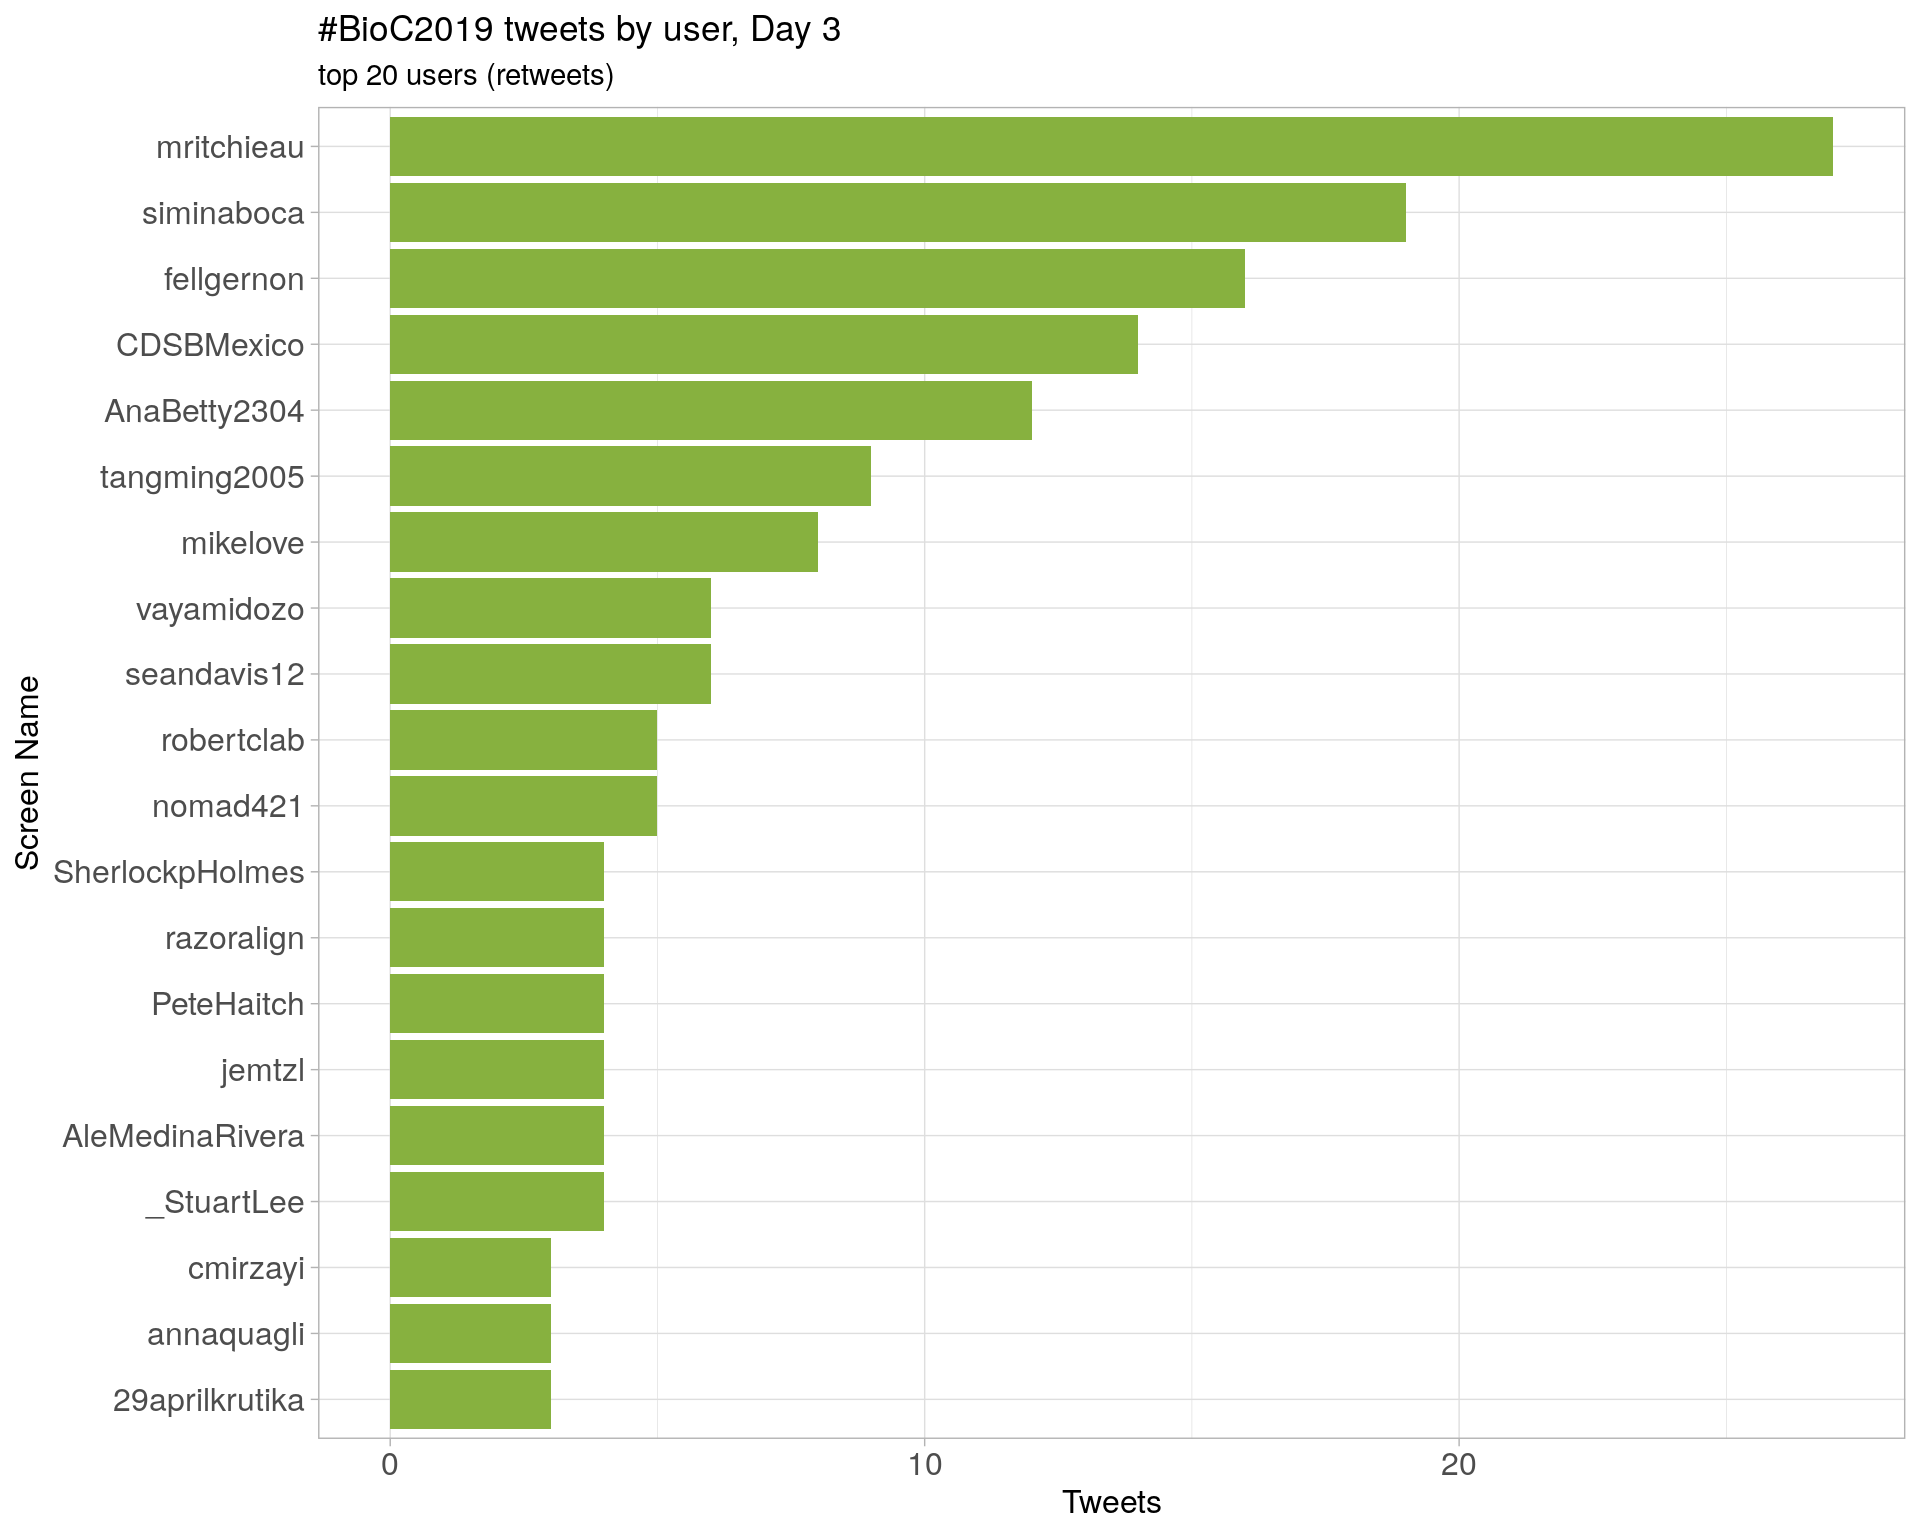 #BioC2019 tweets by user, Day 3
top 20 users (retweets)
mritchieau
siminaboca
fellgernon
CDSBMexico
AnaBetty2304
tangming2005
mikelove
vayamidozo
seandavis12
robertclab
nomad421
SherlockpHolmes
razoralign
PeteHaitch
jemtzl
AleMedinaRivera
_StuartLee
cmirzayi
annaquagli
29aprilkrutika
Screen Name
0 10 20
Tweets